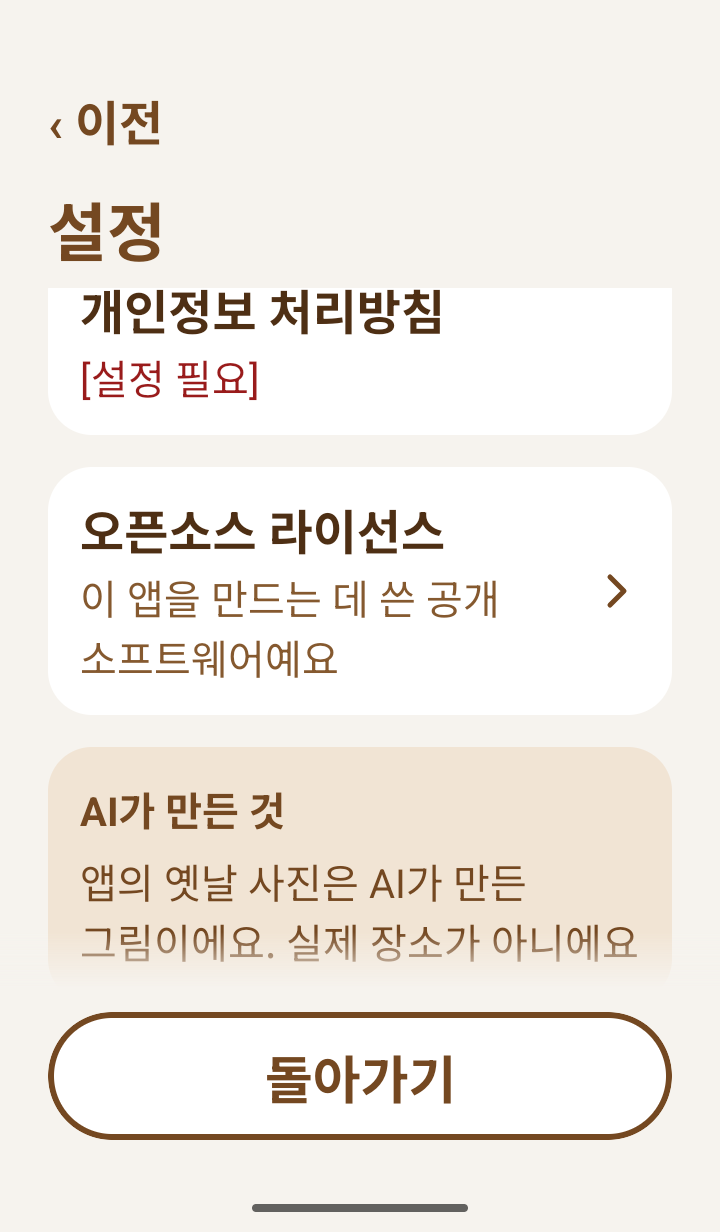 ‹ 이전
설정
개인정보 처리방침
[설정 필요]
오픈소스 라이선스
이 앱을 만드는 데 쓴 공개
소프트웨어예요
AI가 만든 것
앱의 옛날 사진은 AI가 만든
그림이에요. 실제 장소가 아니에요
돌아가기